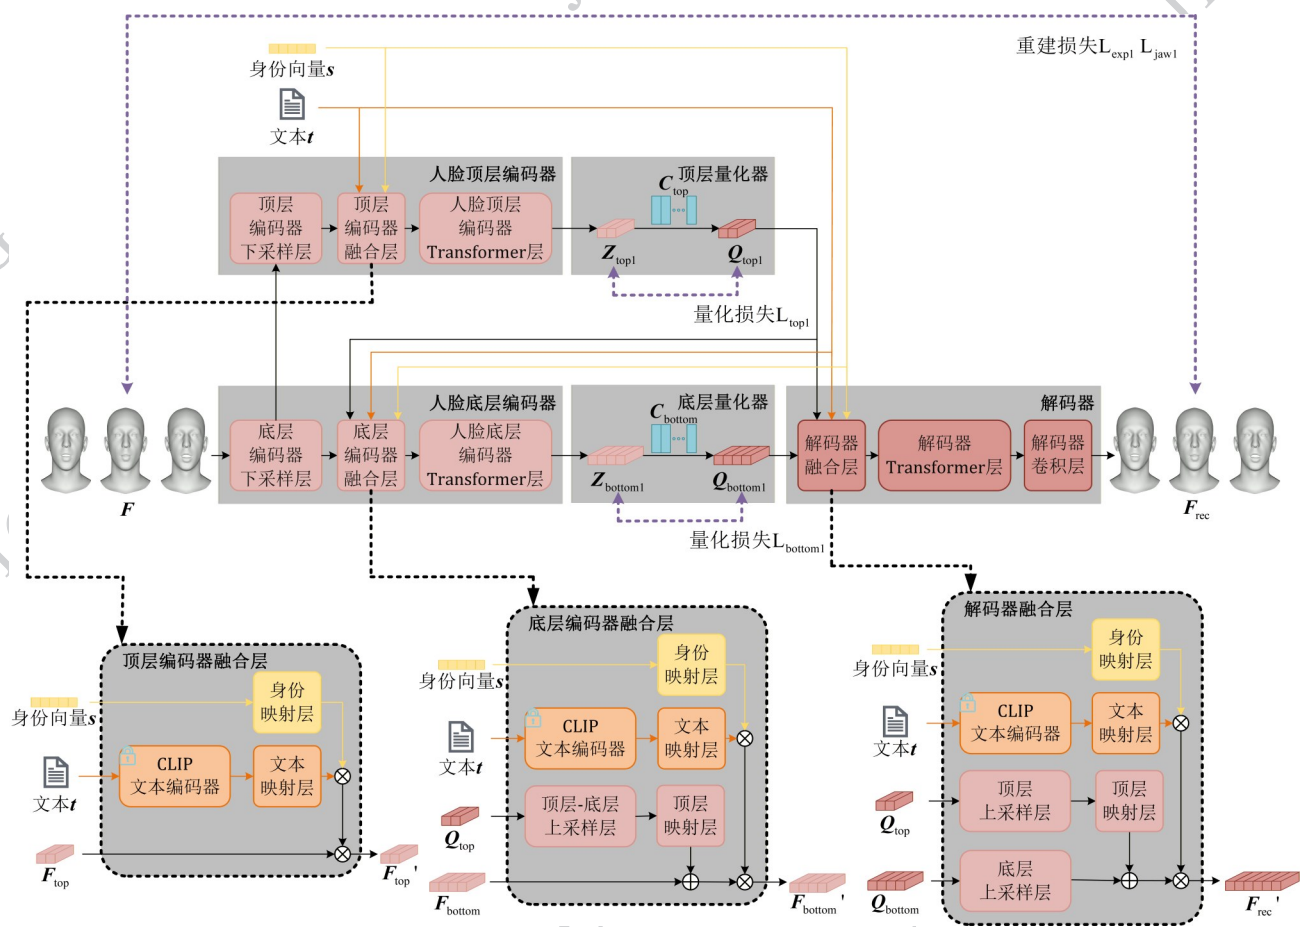 重建损失L_exp1 L_jaw1
身份向量s
文本t
人脸顶层编码器
顶层
编码器
下采样层
顶层
编码器
融合层
人脸顶层
编码器
Transformer层
顶层量化器
C_top
Z_top1
Q_top1
量化损失L_top1
人脸底层编码器
底层
编码器
下采样层
底层
编码器
融合层
人脸底层
编码器
Transformer层
底层量化器
C_bottom
Z_bottom1
Q_bottom1
量化损失L_bottom1
解码器
解码器
融合层
解码器
Transformer层
解码器
卷积层
F
F_rec
顶层编码器融合层
身份向量s
身份
映射层
文本t
CLIP
文本编码器
文本
映射层
F_top
F_top'
底层编码器融合层
身份向量s
身份
映射层
文本t
CLIP
文本编码器
文本
映射层
Q_top
顶层-底层
上采样层
顶层
映射层
F_bottom
F_bottom'
解码器融合层
身份向量s
身份
映射层
文本t
CLIP
文本编码器
文本
映射层
Q_top
顶层
上采样层
顶层
映射层
Q_bottom
底层
上采样层
F_rec'